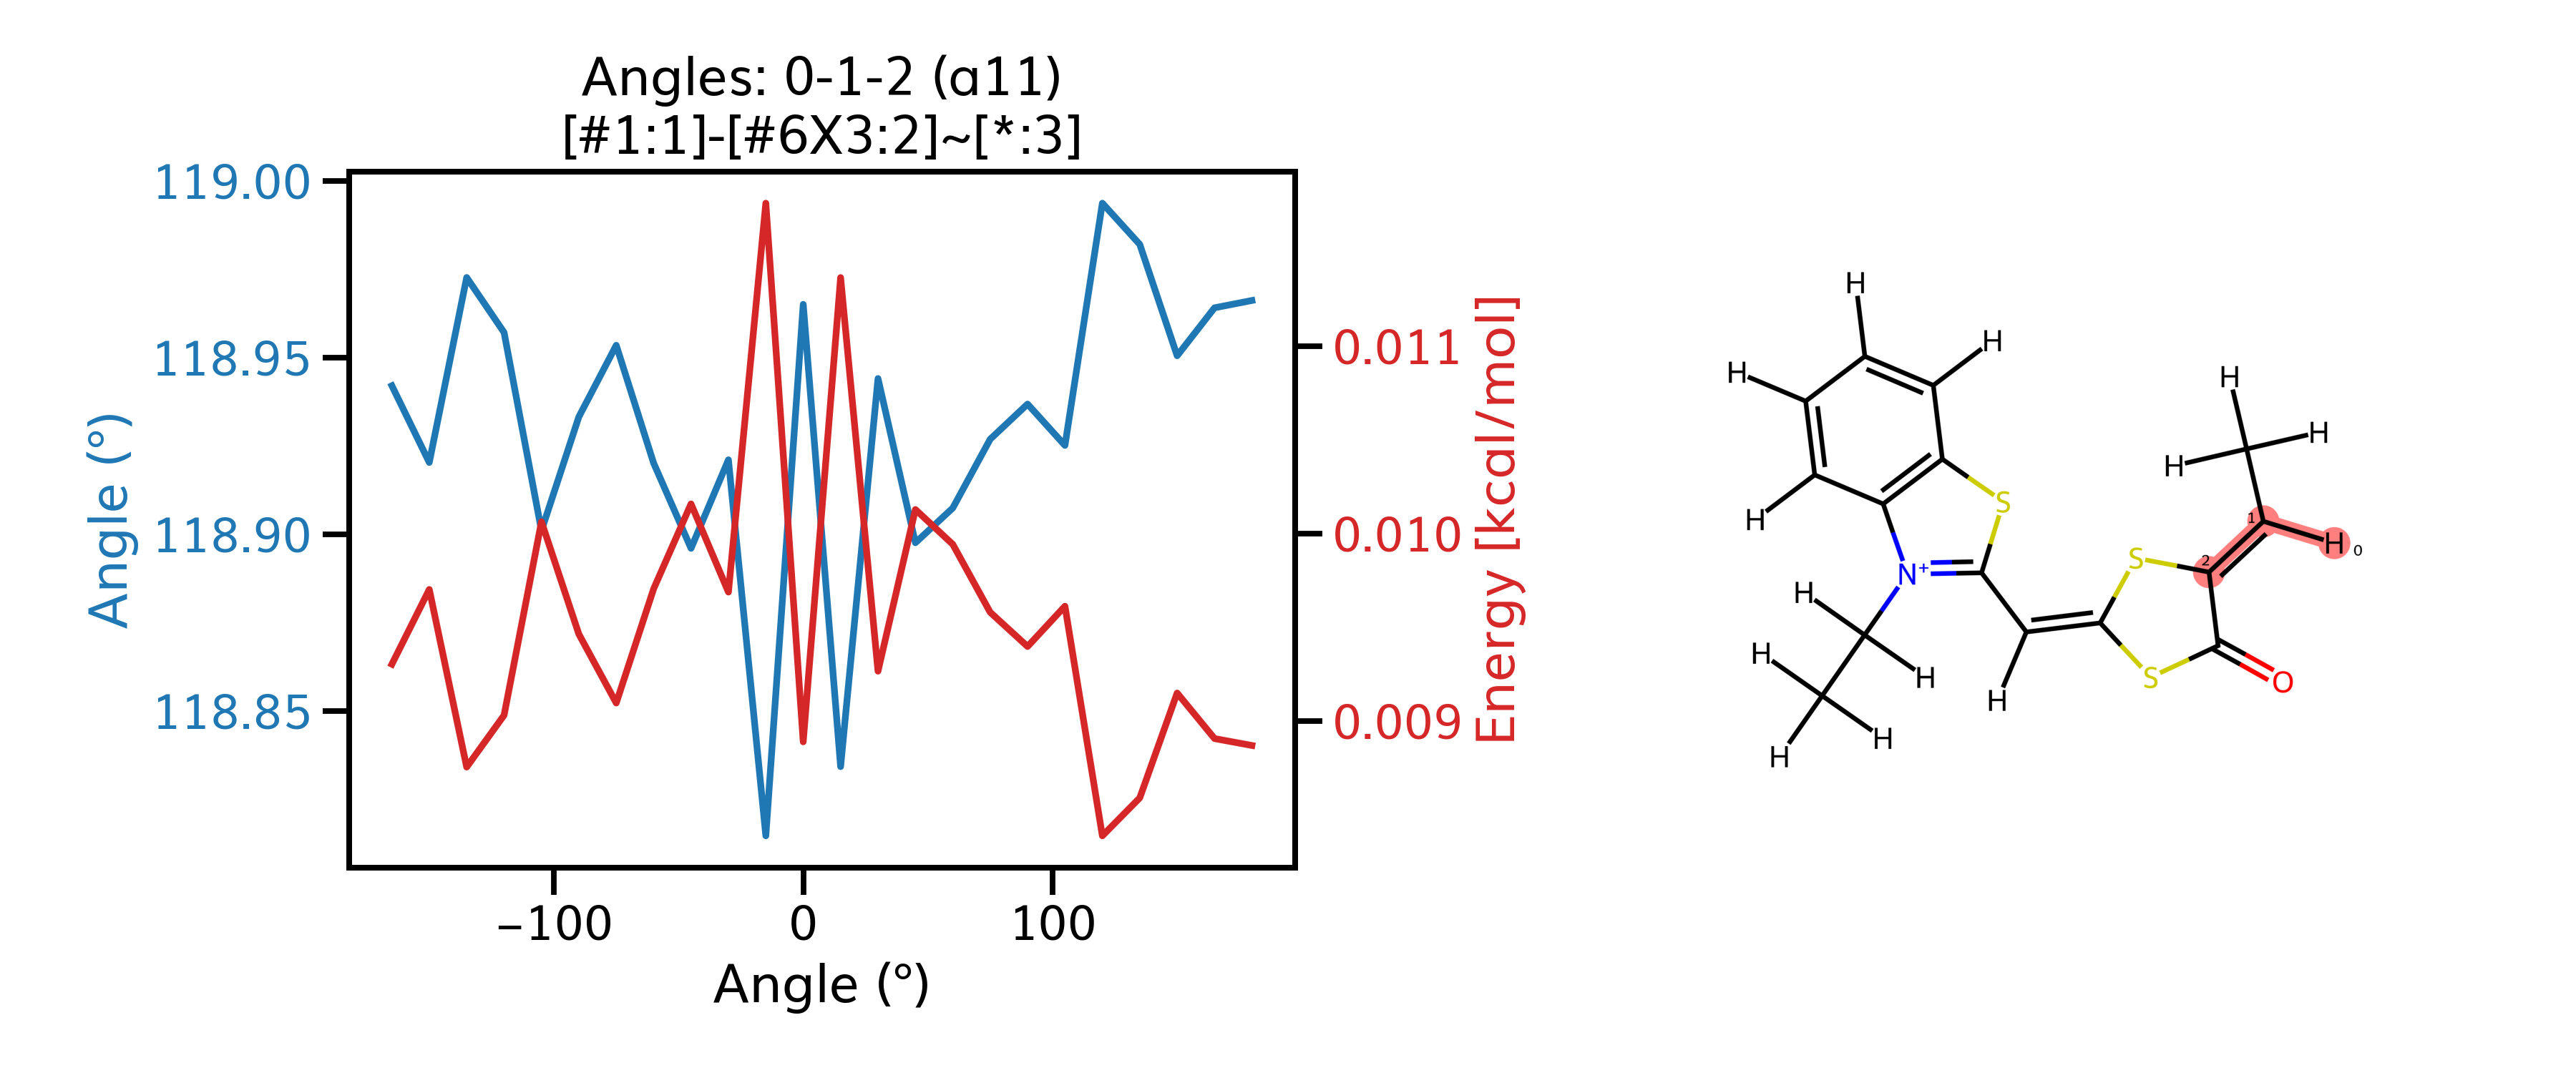 Angles: 0-1-2 (a11)
[#1:1]-[#6X3:2]~[*:3]
119.00
118.95
118.90
118.85
Angle (°)
0.011
0.010
0.009
Energy [kcal/mol]
−100 0 100
Angle (°)
H
H
H
H
H
H
H
S
H
1
H 0
S
2
N+
H
H
H
S
O
H
H
H